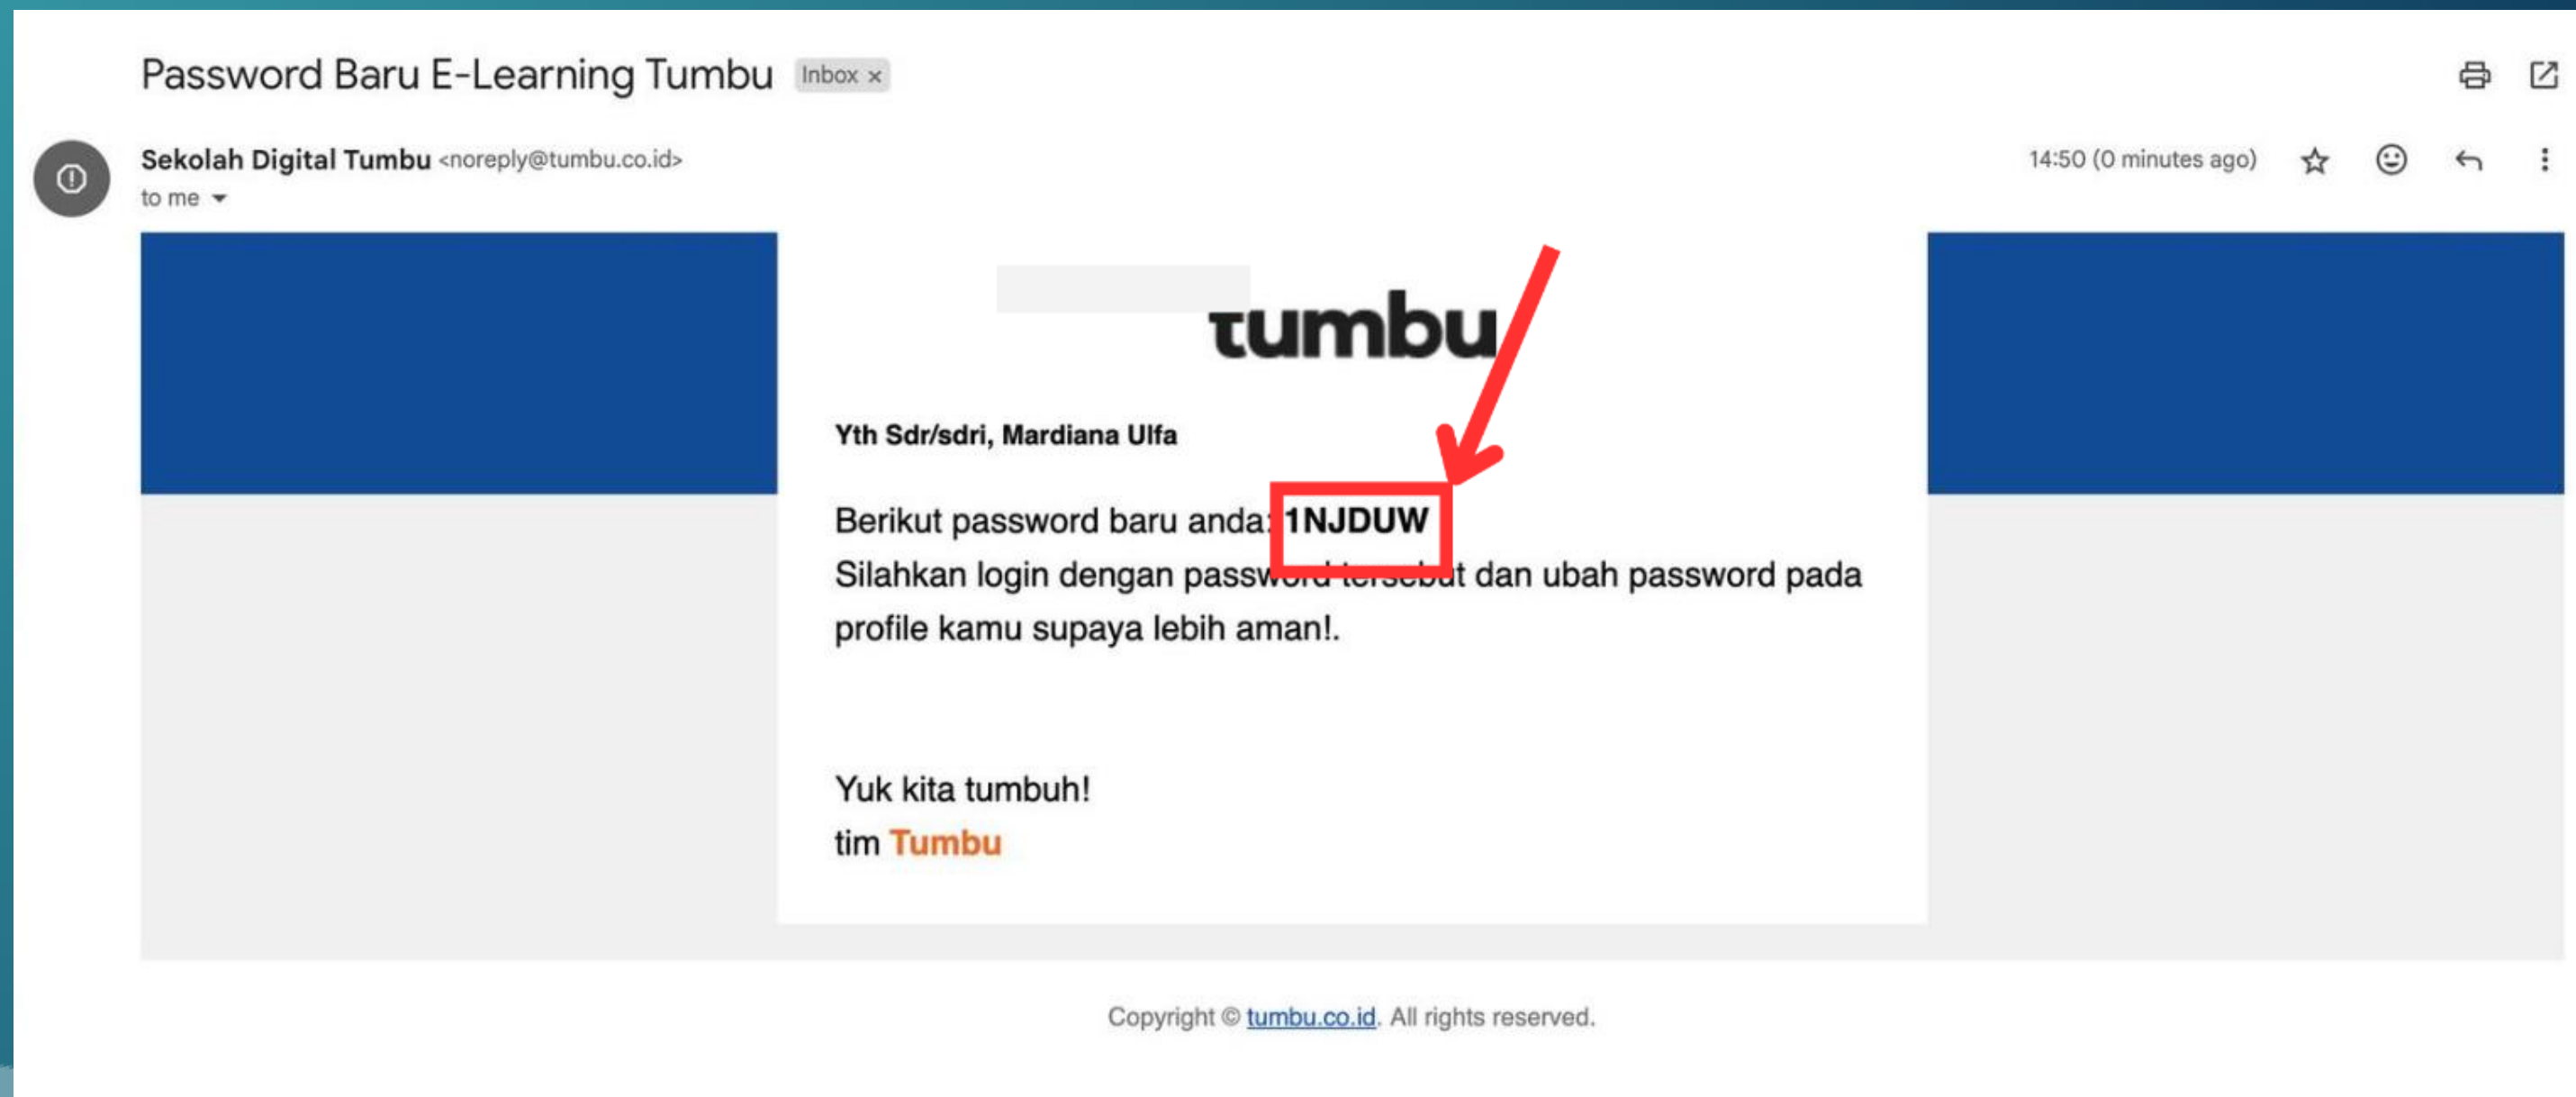 Password Baru E-Learning Tumbu Inbox ×
Sekolah Digital Tumbu <noreply@tumbu.co.id>
14:50 (0 minutes ago)
to me
tumbu
Yth Sdr/sdri, Mardiana Ulfa
Berikut password baru anda: 1NJDUW
Silahkan login dengan password tersebut dan ubah password pada
profile kamu supaya lebih aman!.
Yuk kita tumbuh!
tim Tumbu
Copyright © tumbu.co.id. All rights reserved.